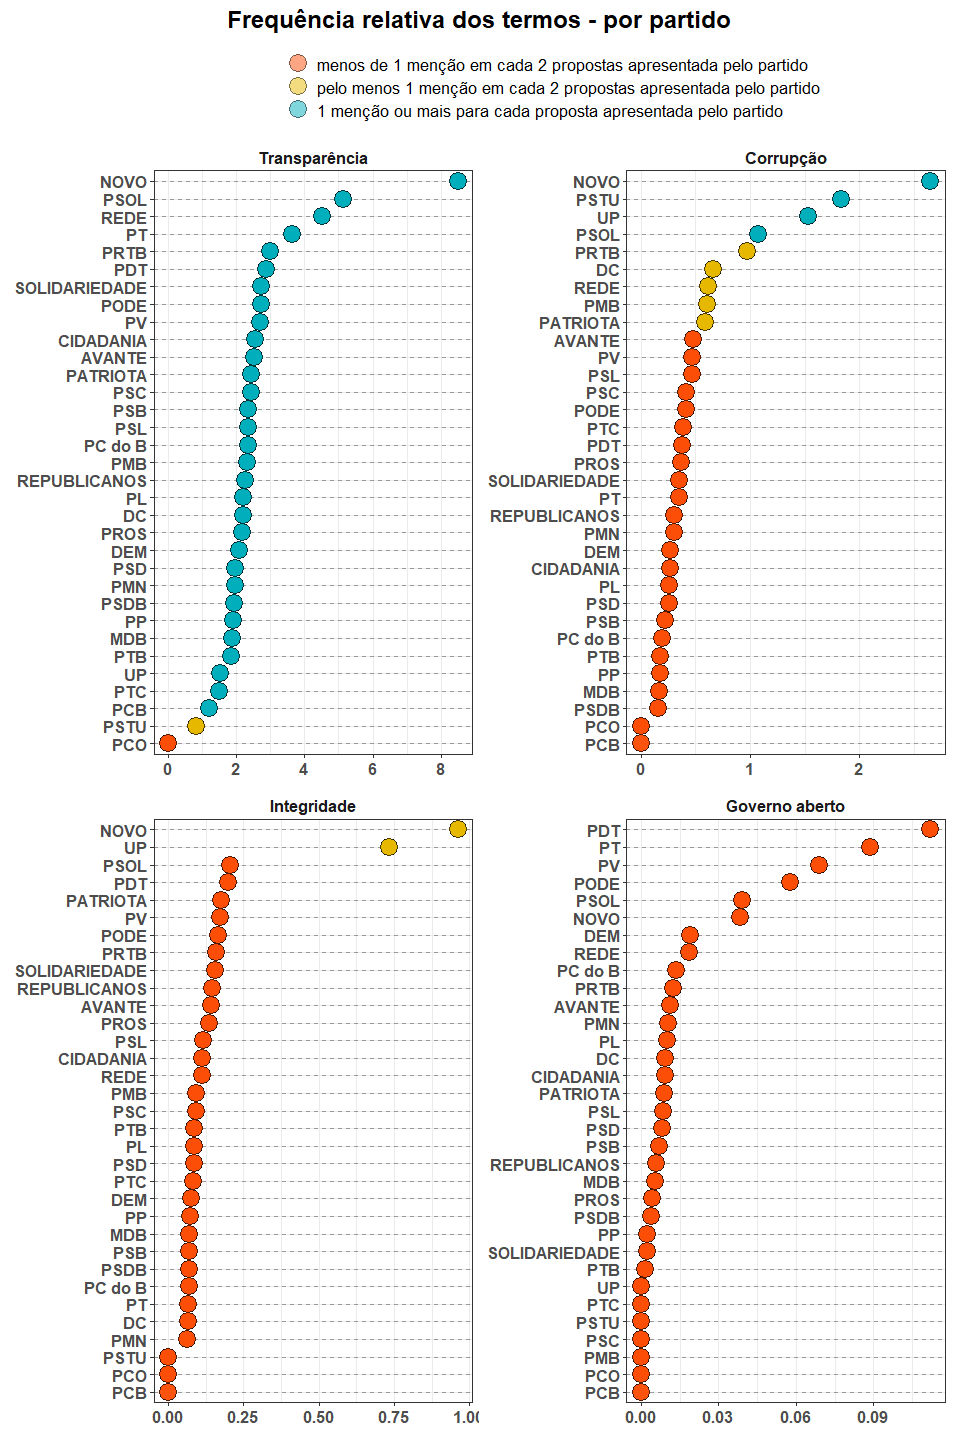 Frequência relativa dos termos - por partido
menos de 1 menção em cada 2 propostas apresentada pelo partido
pelo menos 1 menção em cada 2 propostas apresentada pelo partido
1 menção ou mais para cada proposta apresentada pelo partido
Transparência
NOVO
PSOL
REDE
PT
PRTB
PDT
SOLIDARIEDADE
PODE
PV
CIDADANIA
AVANTE
PATRIOTA
PSC
PSB
PSL
PC do B
PMB
REPUBLICANOS
PL
DC
PROS
DEM
PSD
PMN
PSDB
PP
MDB
PTB
UP
PTC
PCB
PSTU
PCO
0 2 4 6 8
Corrupção
NOVO
PSTU
UP
PSOL
PRTB
DC
REDE
PMB
PATRIOTA
AVANTE
PV
PSL
PSC
PODE
PTC
PDT
PROS
SOLIDARIEDADE
PT
REPUBLICANOS
PMN
DEM
CIDADANIA
PL
PSD
PSB
PC do B
PTB
PP
MDB
PSDB
PCO
PCB
0 1 2
Integridade
NOVO
UP
PSOL
PDT
PATRIOTA
PV
PODE
PRTB
SOLIDARIEDADE
REPUBLICANOS
AVANTE
PROS
PSL
CIDADANIA
REDE
PMB
PSC
PTB
PL
PSD
PTC
DEM
PP
MDB
PSB
PSDB
PC do B
PT
DC
PMN
PSTU
PCO
PCB
0.00 0.25 0.50 0.75 1.00
Governo aberto
PDT
PT
PV
PODE
PSOL
NOVO
DEM
REDE
PC do B
PRTB
AVANTE
PMN
PL
DC
CIDADANIA
PATRIOTA
PSL
PSD
PSB
REPUBLICANOS
MDB
PROS
PSDB
PP
SOLIDARIEDADE
PTB
UP
PTC
PSTU
PSC
PMB
PCO
PCB
0.00 0.03 0.06 0.09